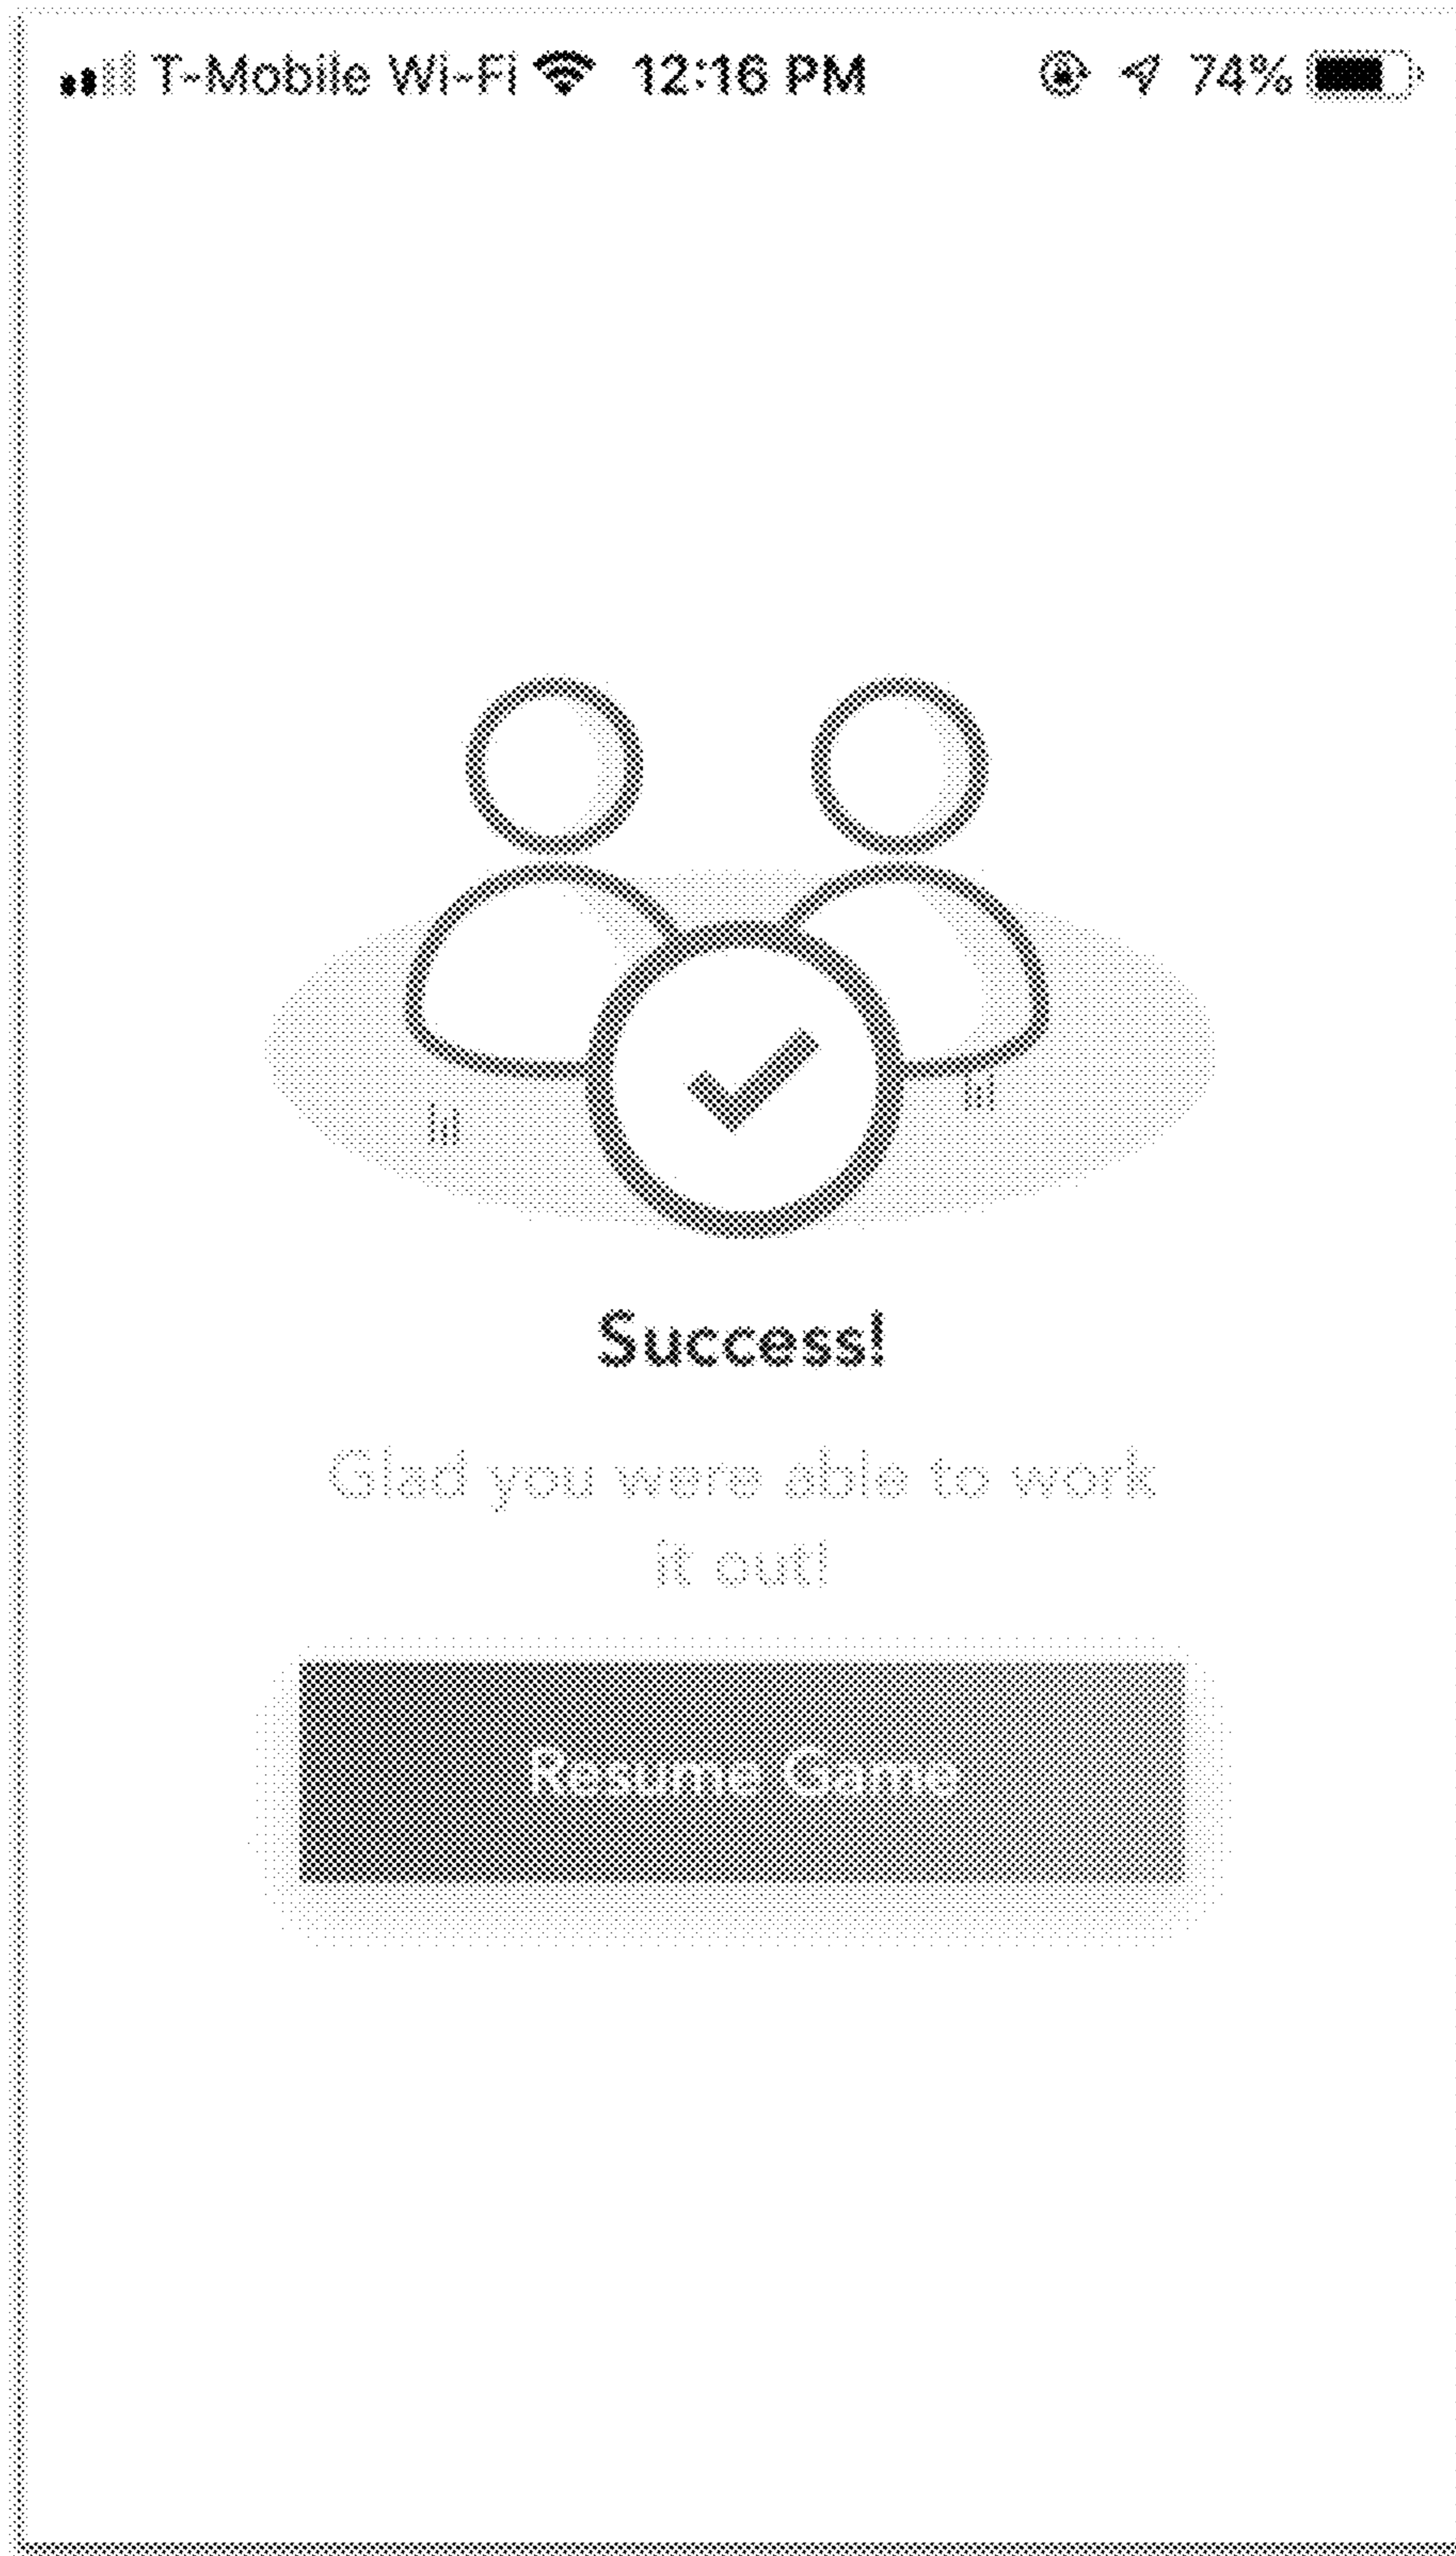 T-Mobile Wi-Fi 12:16 PM 74%
Success!
Glad you were able to work
it out!
Resume Game